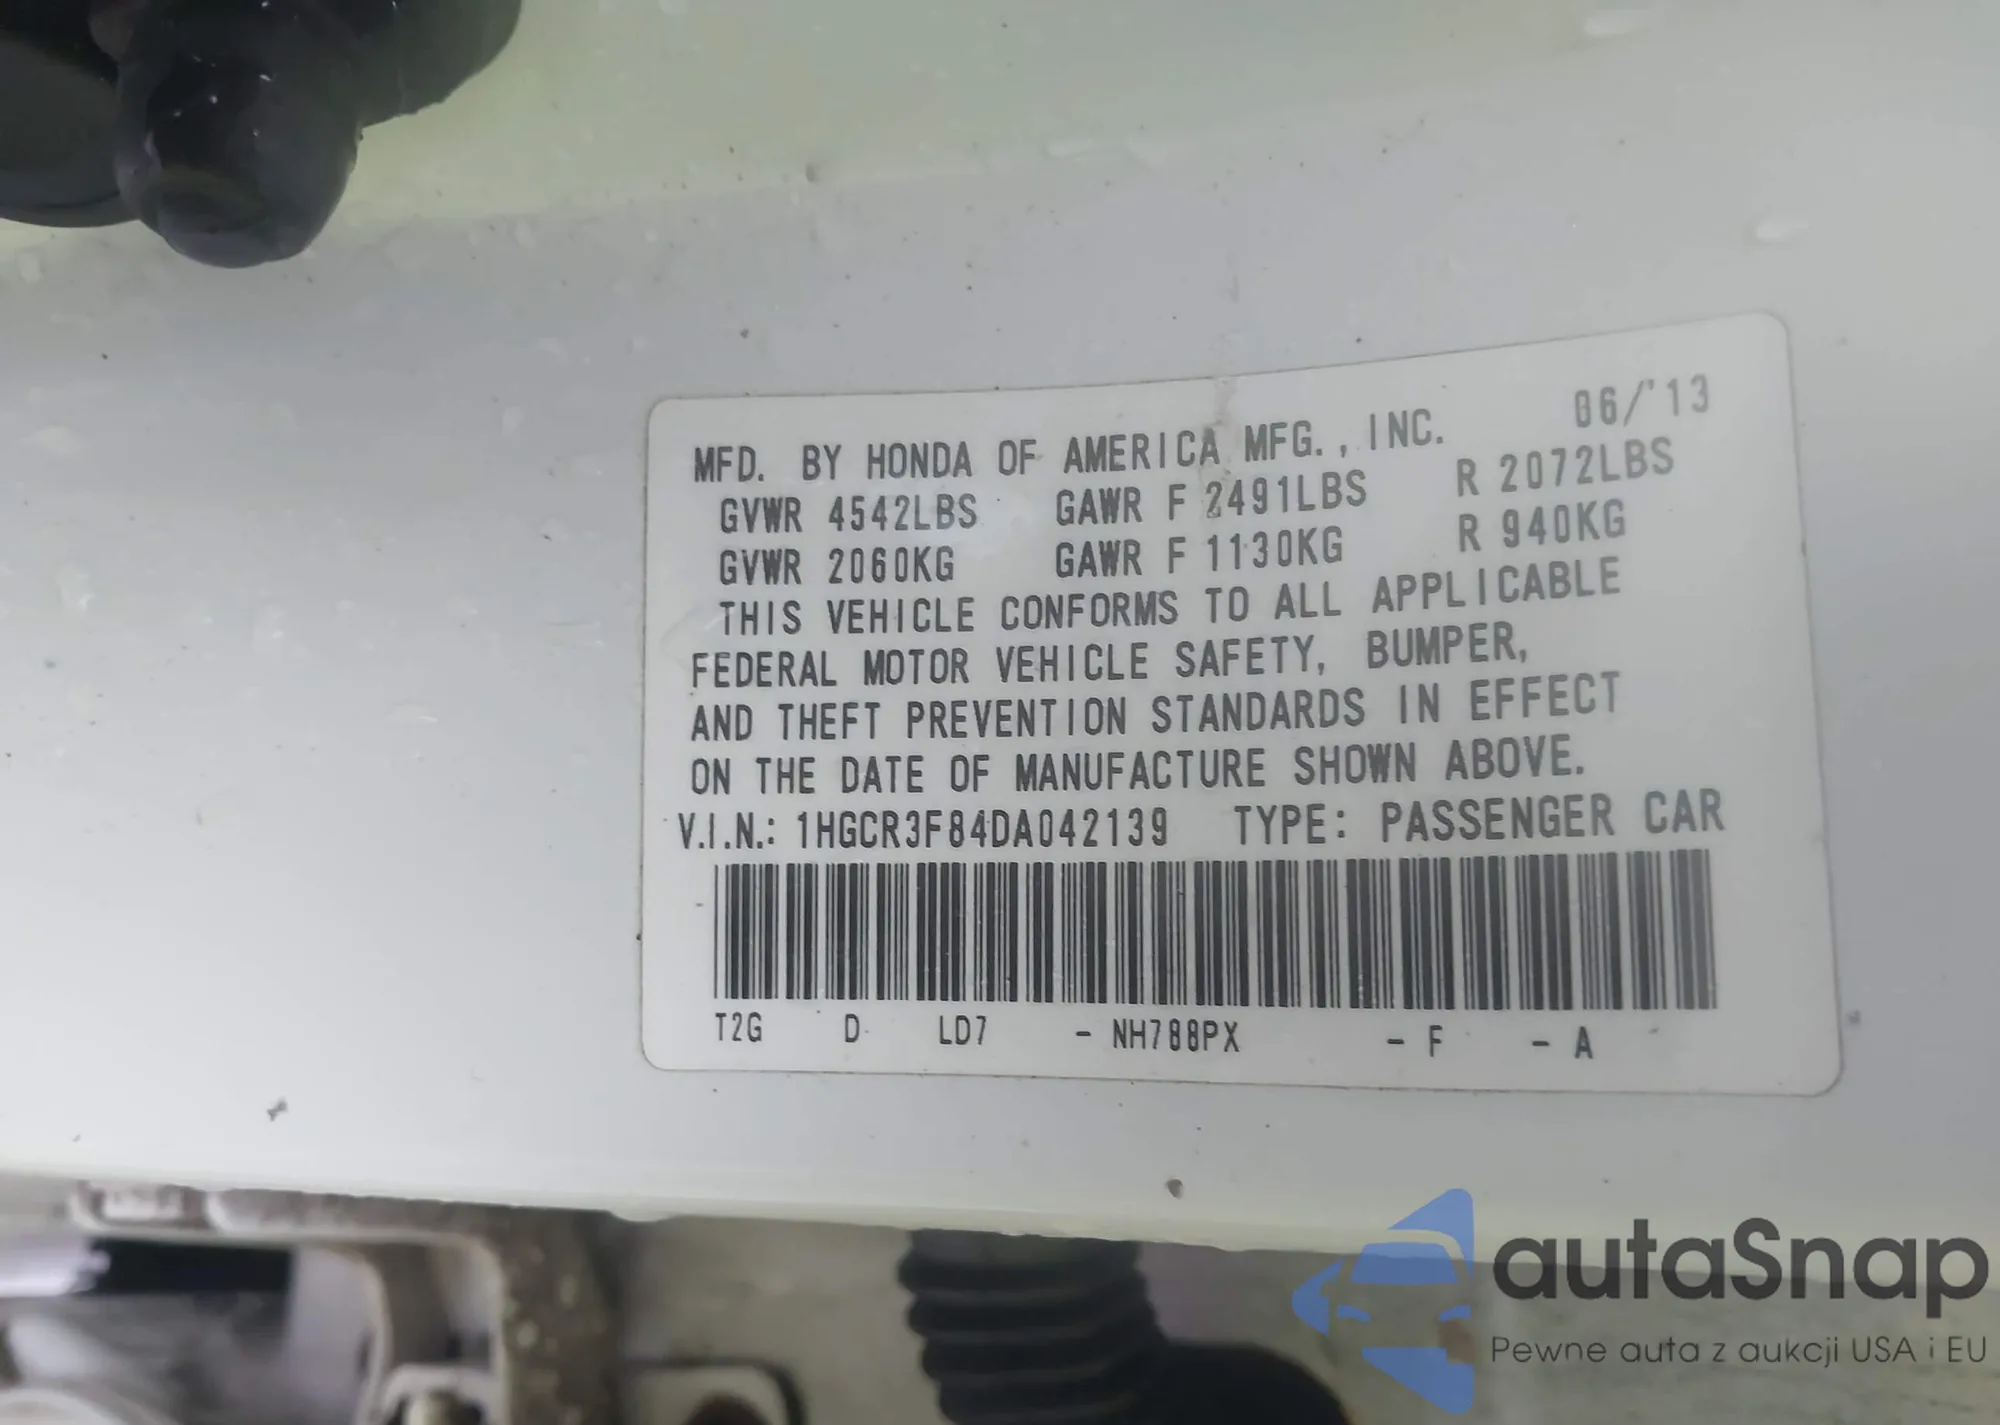 MFD. BY HONDA OF AMERICA MFG., INC. 06/'13
GVWR 4542LBS GAWR F 2491LBS R 2072LBS
GVWR 2060KG GAWR F 1130KG R 940KG
THIS VEHICLE CONFORMS TO ALL APPLICABLE
FEDERAL MOTOR VEHICLE SAFETY, BUMPER,
AND THEFT PREVENTION STANDARDS IN EFFECT
ON THE DATE OF MANUFACTURE SHOWN ABOVE.
V.I.N.: 1HGCR3F84DA042139 TYPE: PASSENGER CAR
T2G D LD7 - NH788PX - F - A
autaSnap
Pewne auta z aukcji USA i EU